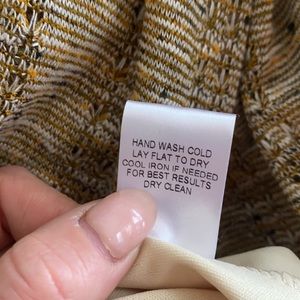 HAND WASH COLD
LAY FLAT TO DRY
COOL IRON IF NEEDED
FOR BEST RESULTS
DRY CLEAN